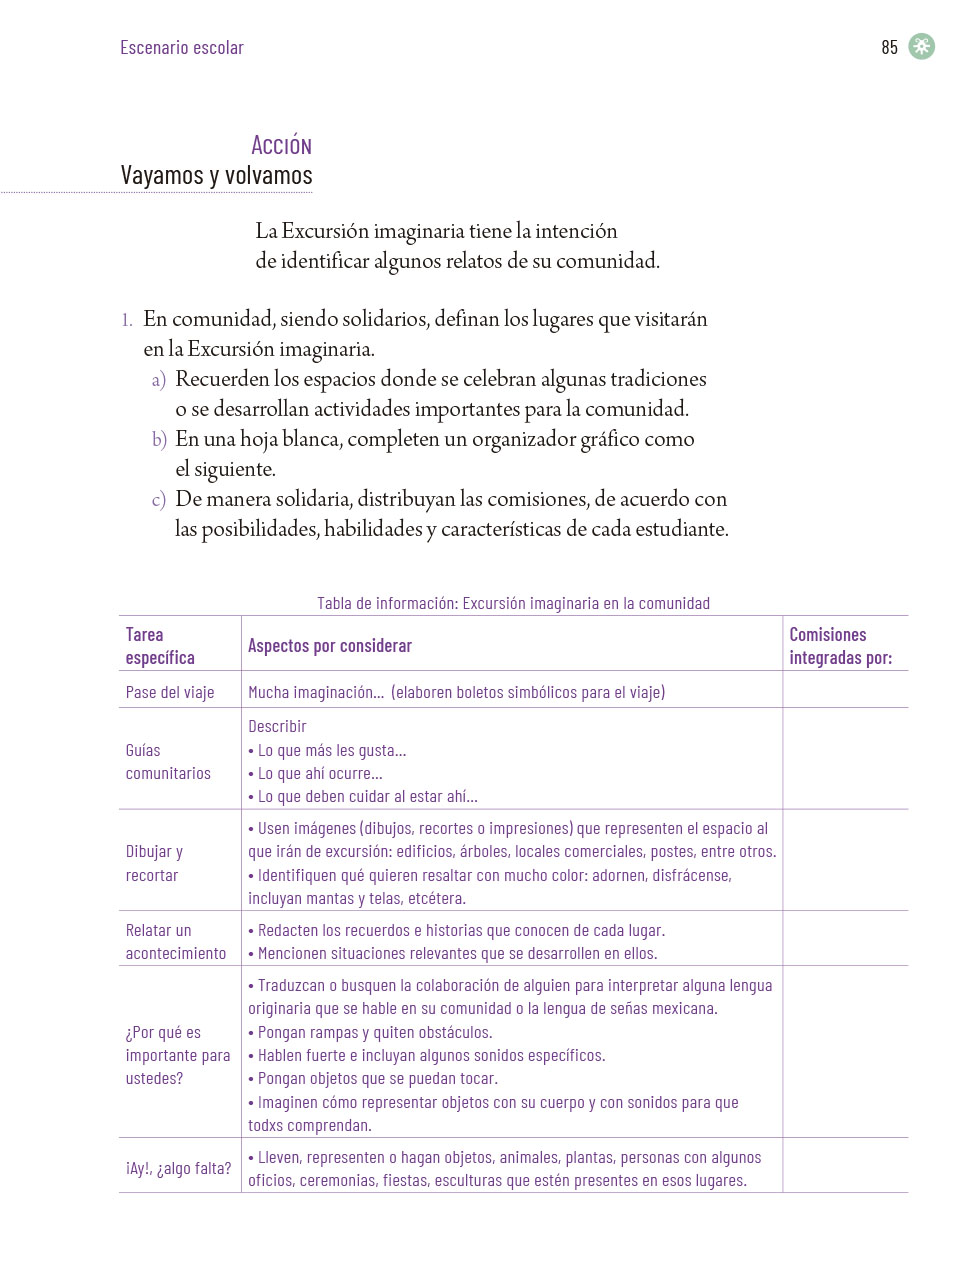 Escenario escolar
85
Acción
Vayamos y volvamos
La Excursión imaginaria tiene la intención
de identificar algunos relatos de su comunidad.
1. En comunidad, siendo solidarios, definan los lugares que visitarán
en la Excursión imaginaria.
a) Recuerden los espacios donde se celebran algunas tradiciones
o se desarrollan actividades importantes para la comunidad.
b) En una hoja blanca, completen un organizador gráfico como
el siguiente.
c) De manera solidaria, distribuyan las comisiones, de acuerdo con
las posibilidades, habilidades y características de cada estudiante.
Tabla de información: Excursión imaginaria en la comunidad
Tarea
específica
Aspectos por considerar
Comisiones
integradas por:
Pase del viaje
Mucha imaginación... (elaboren boletos simbólicos para el viaje)
Guías
comunitarios
Describir
• Lo que más les gusta...
• Lo que ahí ocurre...
• Lo que deben cuidar al estar ahí...
Dibujar y
recortar
• Usen imágenes (dibujos, recortes o impresiones) que representen el espacio al
que irán de excursión: edificios, árboles, locales comerciales, postes, entre otros.
• Identifiquen qué quieren resaltar con mucho color: adornen, disfrácense,
incluyan mantas y telas, etcétera.
Relatar un
acontecimiento
• Redacten los recuerdos e historias que conocen de cada lugar.
• Mencionen situaciones relevantes que se desarrollen en ellos.
¿Por qué es
importante para
ustedes?
• Traduzcan o busquen la colaboración de alguien para interpretar alguna lengua
originaria que se hable en su comunidad o la lengua de señas mexicana.
• Pongan rampas y quiten obstáculos.
• Hablen fuerte e incluyan algunos sonidos específicos.
• Pongan objetos que se puedan tocar.
• Imaginen cómo representar objetos con su cuerpo y con sonidos para que
todxs comprendan.
¡Ay!, ¿algo falta?
• Lleven, representen o hagan objetos, animales, plantas, personas con algunos
oficios, ceremonias, fiestas, esculturas que estén presentes en esos lugares.